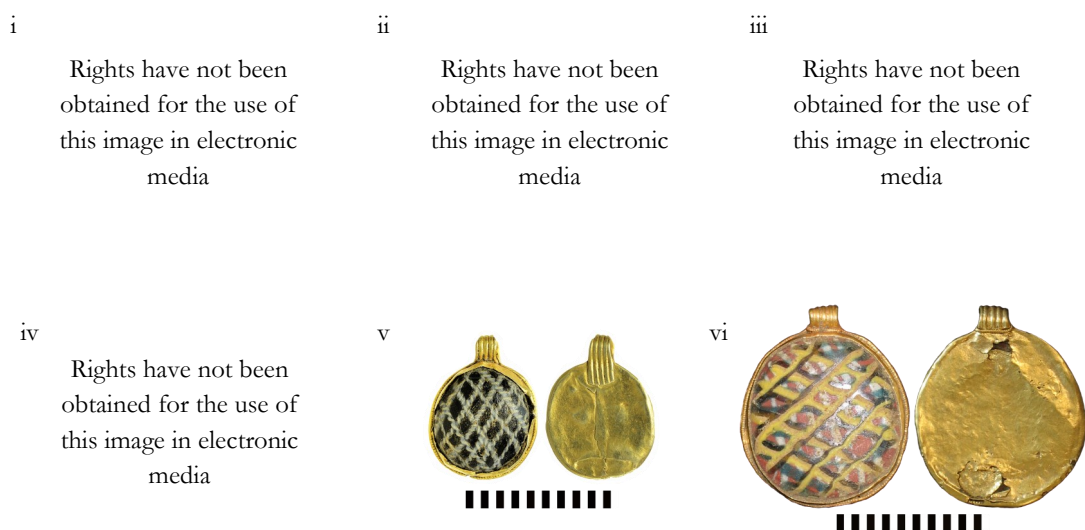 i
Rights have not been
obtained for the use of
this image in electronic
media
ii
Rights have not been
obtained for the use of
this image in electronic
media
iii
Rights have not been
obtained for the use of
this image in electronic
media
iv
Rights have not been
obtained for the use of
this image in electronic
media
v
vi